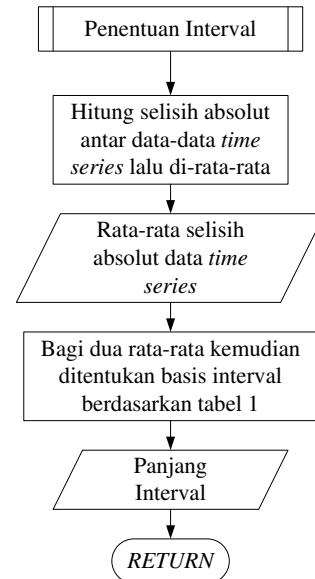 Penentuan Interval
Hitung selisih absolut
antar data-data time
series lalu di-rata-rata
Rata-rata selisih
absolut data time
series
Bagi dua rata-rata kemudian
ditentukan basis interval
berdasarkan tabel 1
Panjang
Interval
RETURN